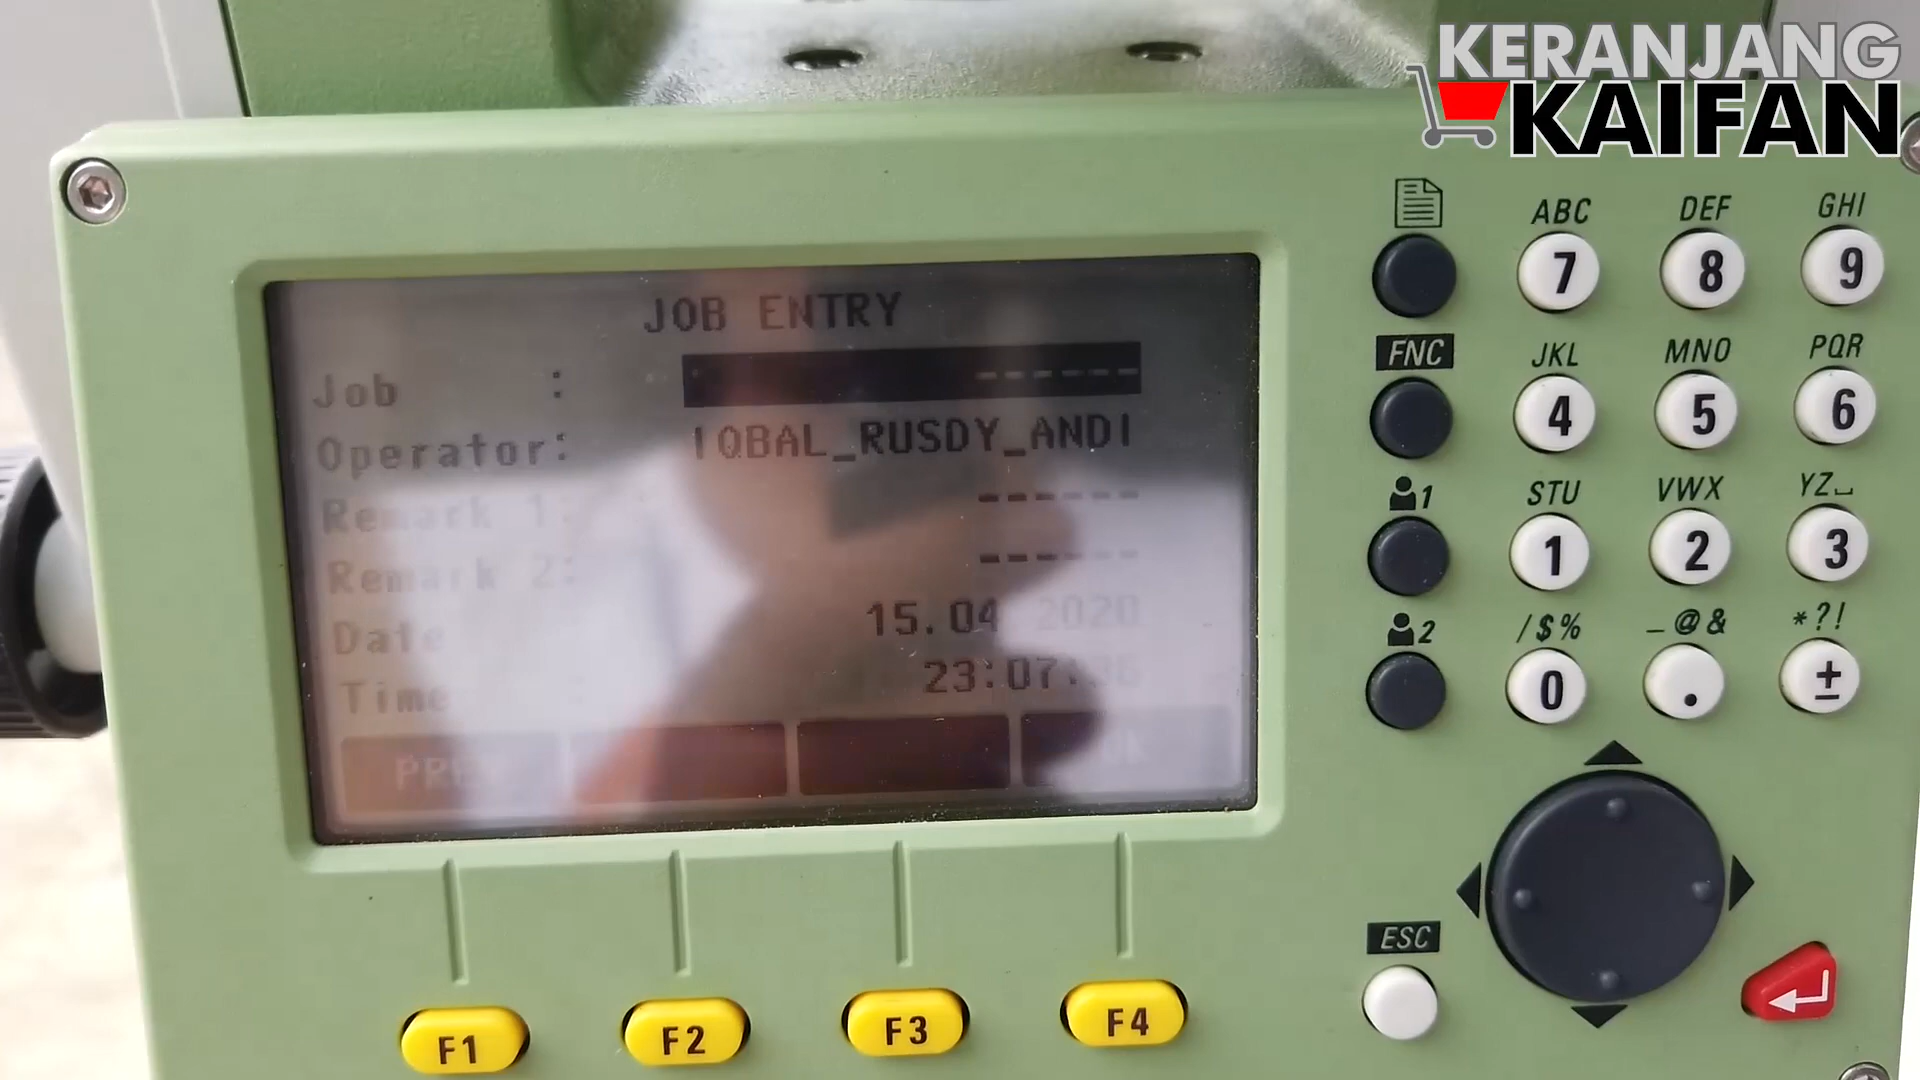 KERANJANG
KAIFAN
JOB ENTRY
Job : ------
Operator: IQBAL_RUSDY_ANDI
Remark 1: ------
Remark 2: ------
Date 15.04 2020
Time 23:07:
ABC DEF GHI
7 8 9
FNC JKL MNO PQR
4 5 6
1 STU VWX YZ⎵
1 2 3
2 /$% _@& *?!
0 . ±
ESC
F1 F2 F3 F4